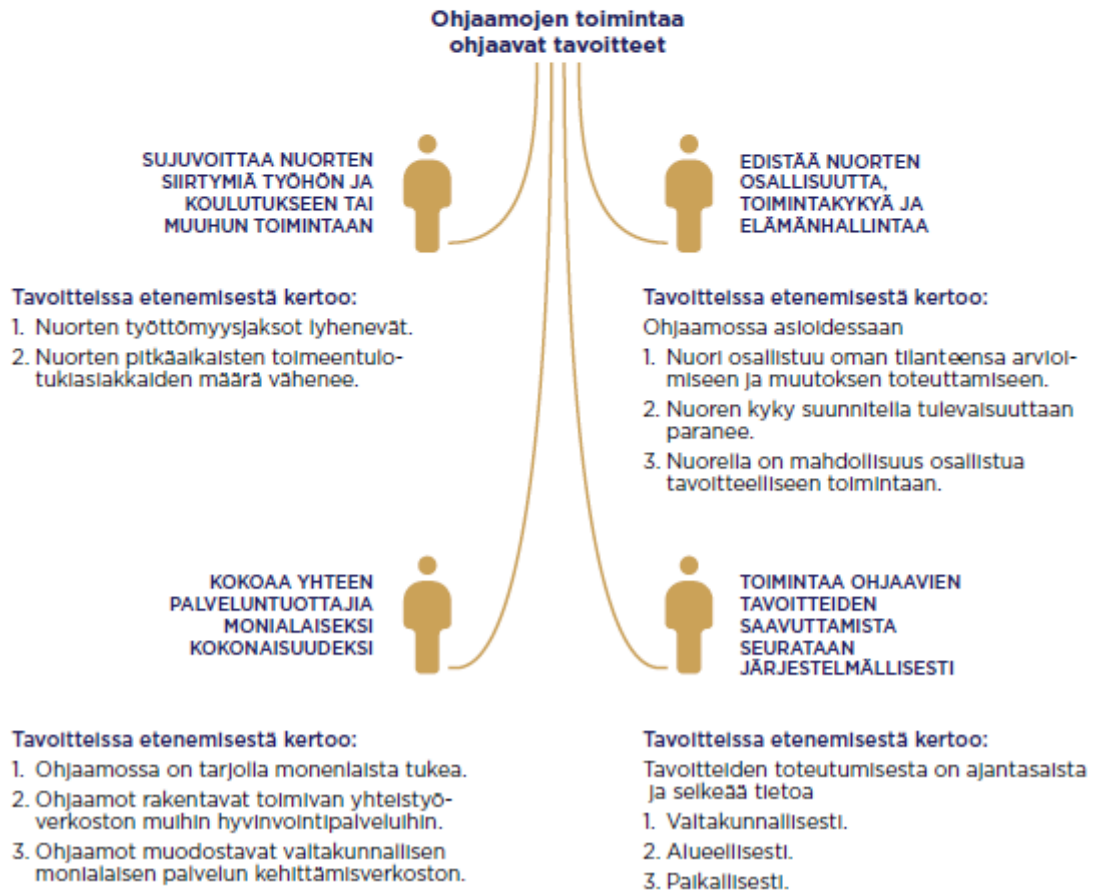 Ohjaamojen toimintaa
ohjaavat tavoitteet
SUJUVOITTAA NUORTEN
SIIRTYMIÄ TYÖHÖN JA
KOULUTUKSEEN TAI
MUUHUN TOIMINTAAN
Tavoitteissa etenemisestä kertoo:
1. Nuorten työttömyysjaksot lyhenevät.
2. Nuorten pitkäaikaisten toimeentulo-
tukiasiakkaiden määrä vähenee.
EDISTÄÄ NUORTEN
OSALLISUUTTA,
TOIMINTAKYKYÄ JA
ELÄMÄNHALLINTAA
Tavoitteissa etenemisestä kertoo:
Ohjaamossa asioidessaan
1. Nuori osallistuu oman tilanteensa arvioi-
miseen ja muutoksen toteuttamiseen.
2. Nuoren kyky suunnitella tulevaisuuttaan
paranee.
3. Nuorella on mahdollisuus osallistua
tavoitteelliseen toimintaan.
KOKOAA YHTEEN
PALVELUNTUOTTAJIA
MONIALAISEKSI
KOKONAISUUDEKSI
Tavoitteissa etenemisestä kertoo:
1. Ohjaamossa on tarjolla monenlaista tukea.
2. Ohjaamot rakentavat toimivan yhteistyö-
verkoston muihin hyvinvointipalveluihin.
3. Ohjaamot muodostavat valtakunnallisen
monialaisen palvelun kehittämisverkoston.
TOIMINTAA OHJAAVIEN
TAVOITTEIDEN
SAAVUTTAMISTA
SEURATAAN
JÄRJESTELMÄLLISESTI
Tavoitteissa etenemisestä kertoo:
Tavoitteiden toteutumisesta on ajantasaista
ja selkeää tietoa
1. Valtakunnallisesti.
2. Alueellisesti.
3. Paikallisesti.